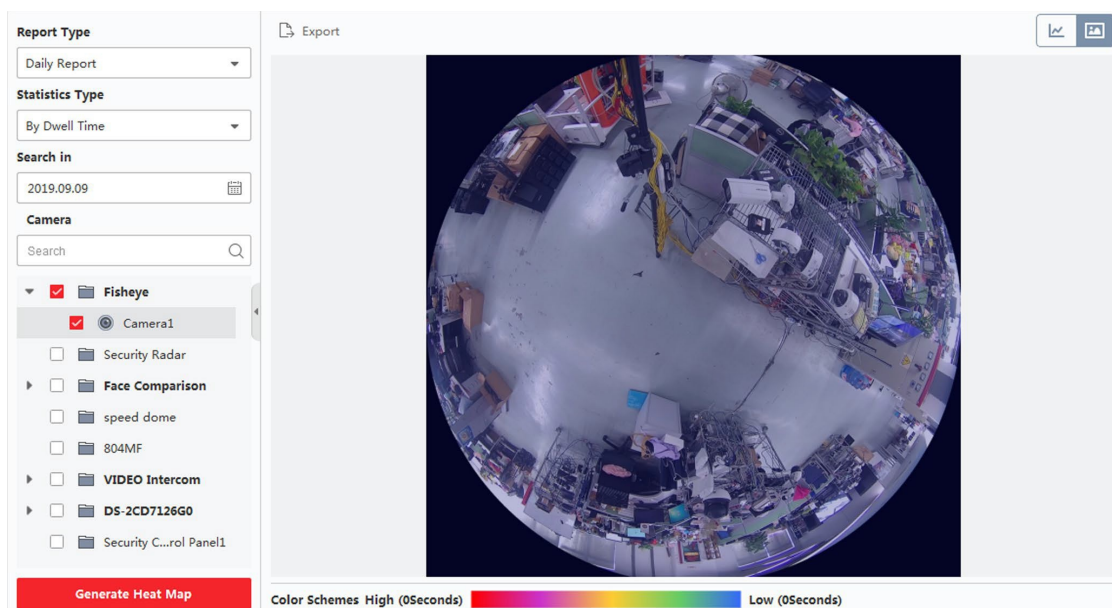 Report Type
Daily Report
Statistics Type
By Dwell Time
Search in
2019.09.09
Camera
Search
Fisheye
Camera1
Security Radar
Face Comparison
speed dome
804MF
VIDEO Intercom
DS-2CD7126G0
Security C...rol Panel1
Generate Heat Map
Export
Color Schemes High (0Seconds)
Low (0Seconds)